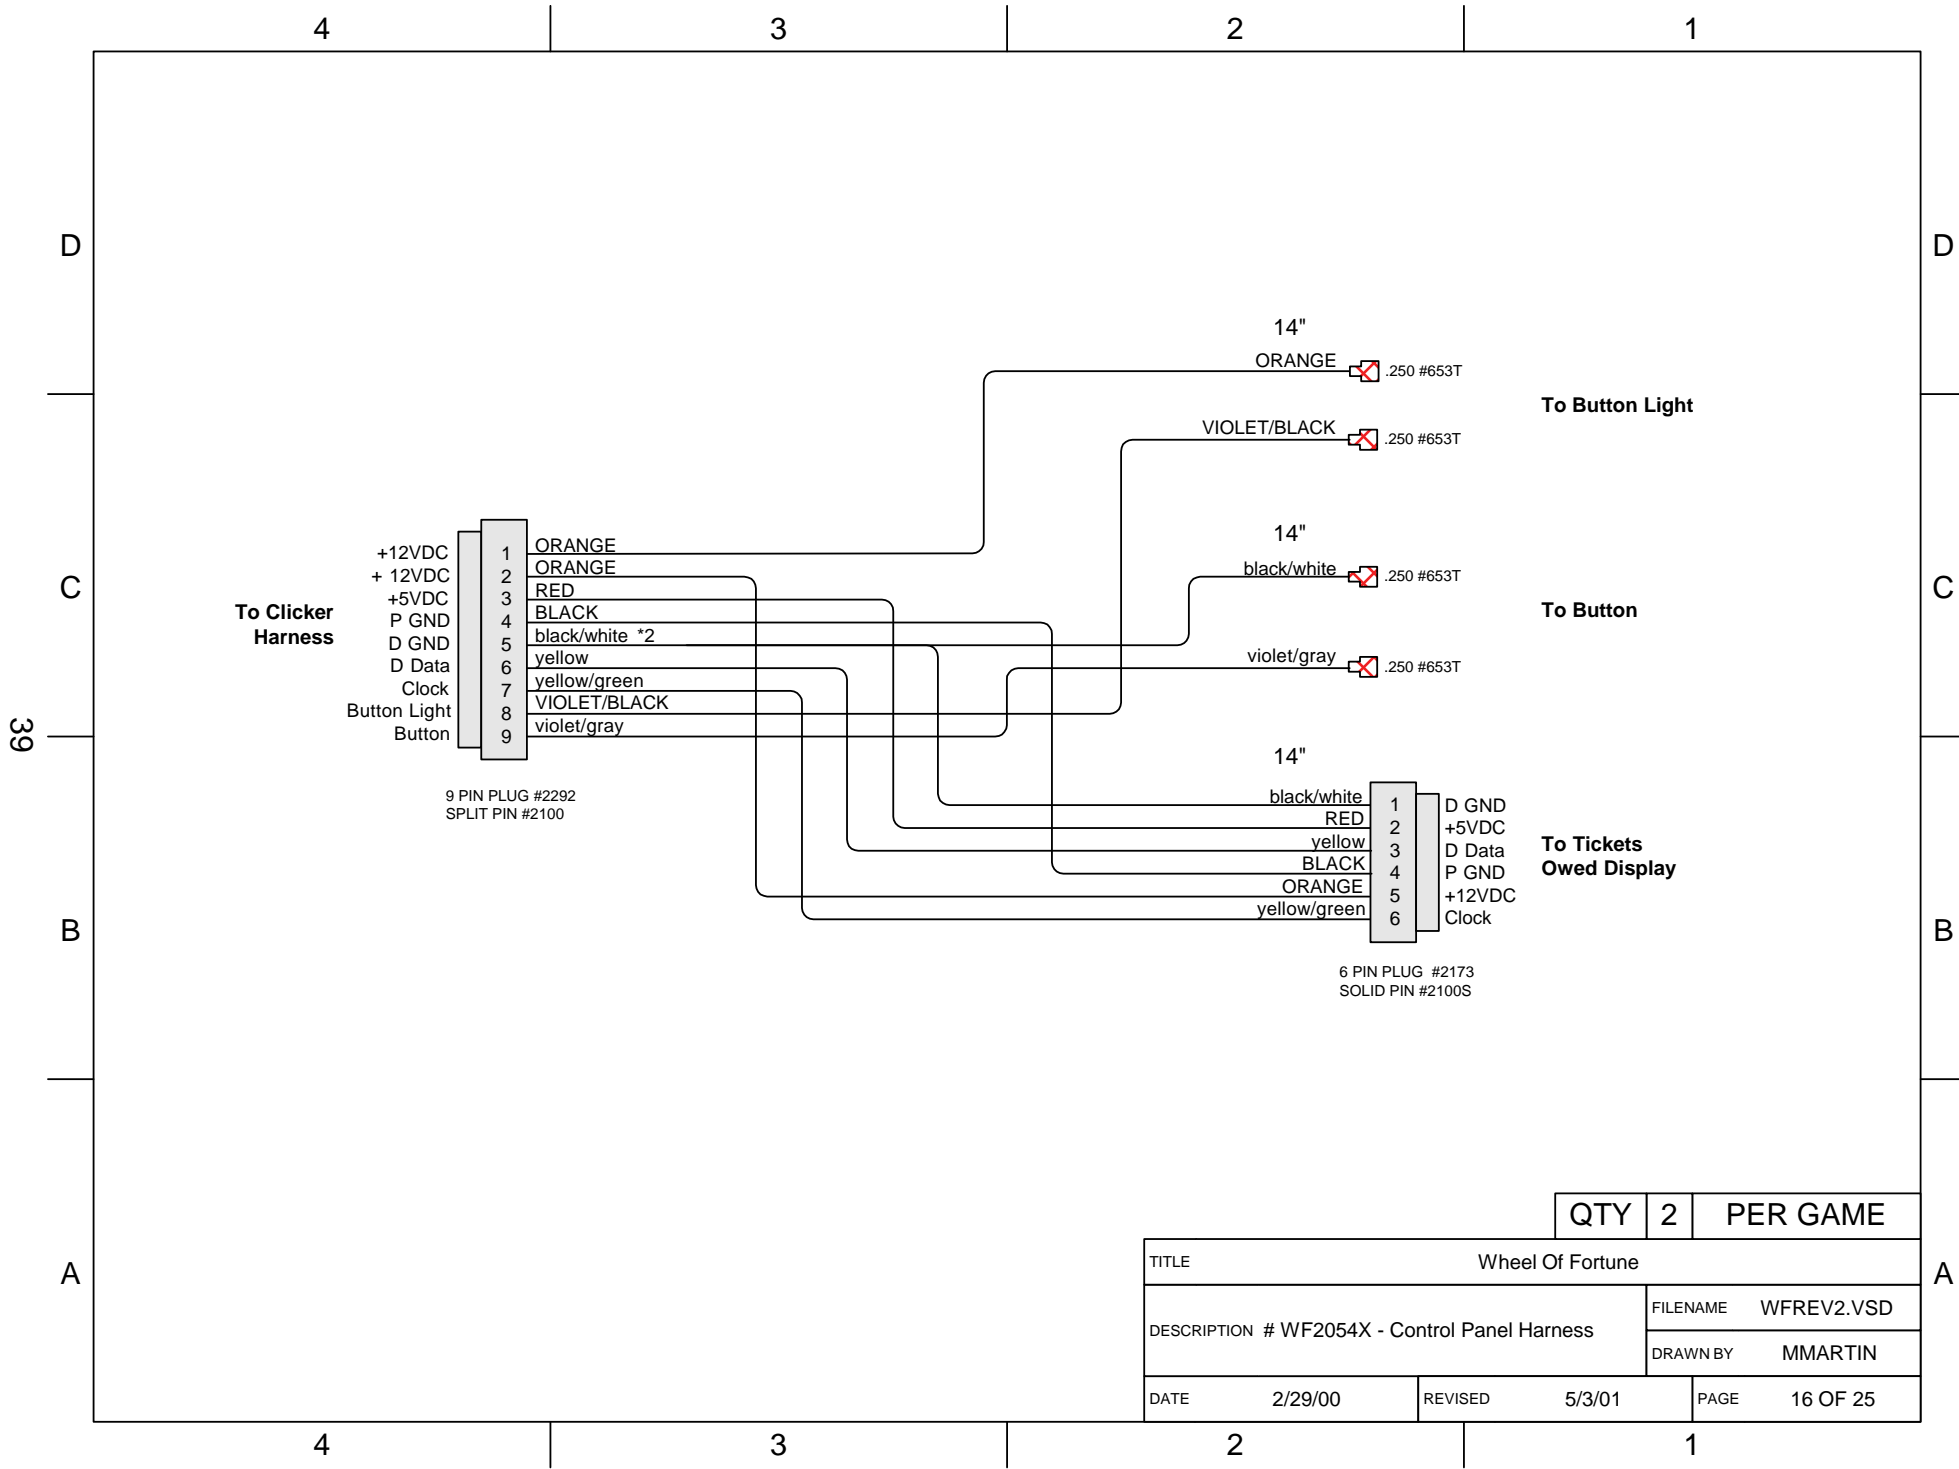 4 3 2 1
D D
14"
ORANGE .250 #653T
To Button Light
VIOLET/BLACK .250 #653T
14"
black/white .250 #653T
To Button
violet/gray .250 #653T
C C
To Clicker
Harness
+12VDC 1 ORANGE
+ 12VDC 2 ORANGE
+5VDC 3 RED
P GND 4 BLACK
D GND 5 black/white *2
D Data 6 yellow
Clock 7 yellow/green
Button Light 8 VIOLET/BLACK
Button 9 violet/gray
9 PIN PLUG #2292
SPLIT PIN #2100
39
14"
black/white 1 D GND
RED 2 +5VDC
yellow 3 D Data
BLACK 4 P GND
ORANGE 5 +12VDC
yellow/green 6 Clock
To Tickets
Owed Display
6 PIN PLUG #2173
SOLID PIN #2100S
B B
QTY 2 PER GAME
TITLE Wheel Of Fortune
A A
DESCRIPTION # WF2054X - Control Panel Harness
FILENAME WFREV2.VSD
DRAWN BY MMARTIN
DATE 2/29/00 REVISED 5/3/01 PAGE 16 OF 25
4 3 2 1